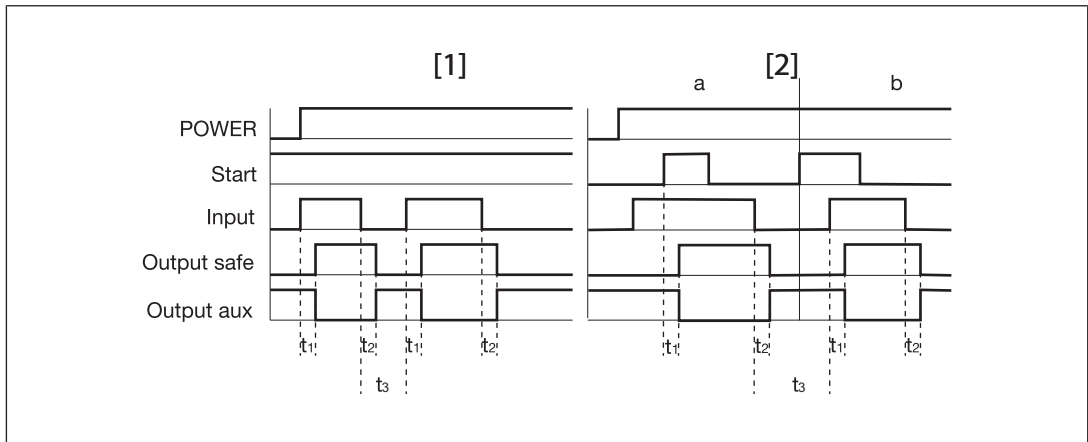 [1] [2]
a b
POWER
Start
Input
Output safe
Output aux
t1 t2 t1 t2 t1 t2 t1 t2
t3 t3